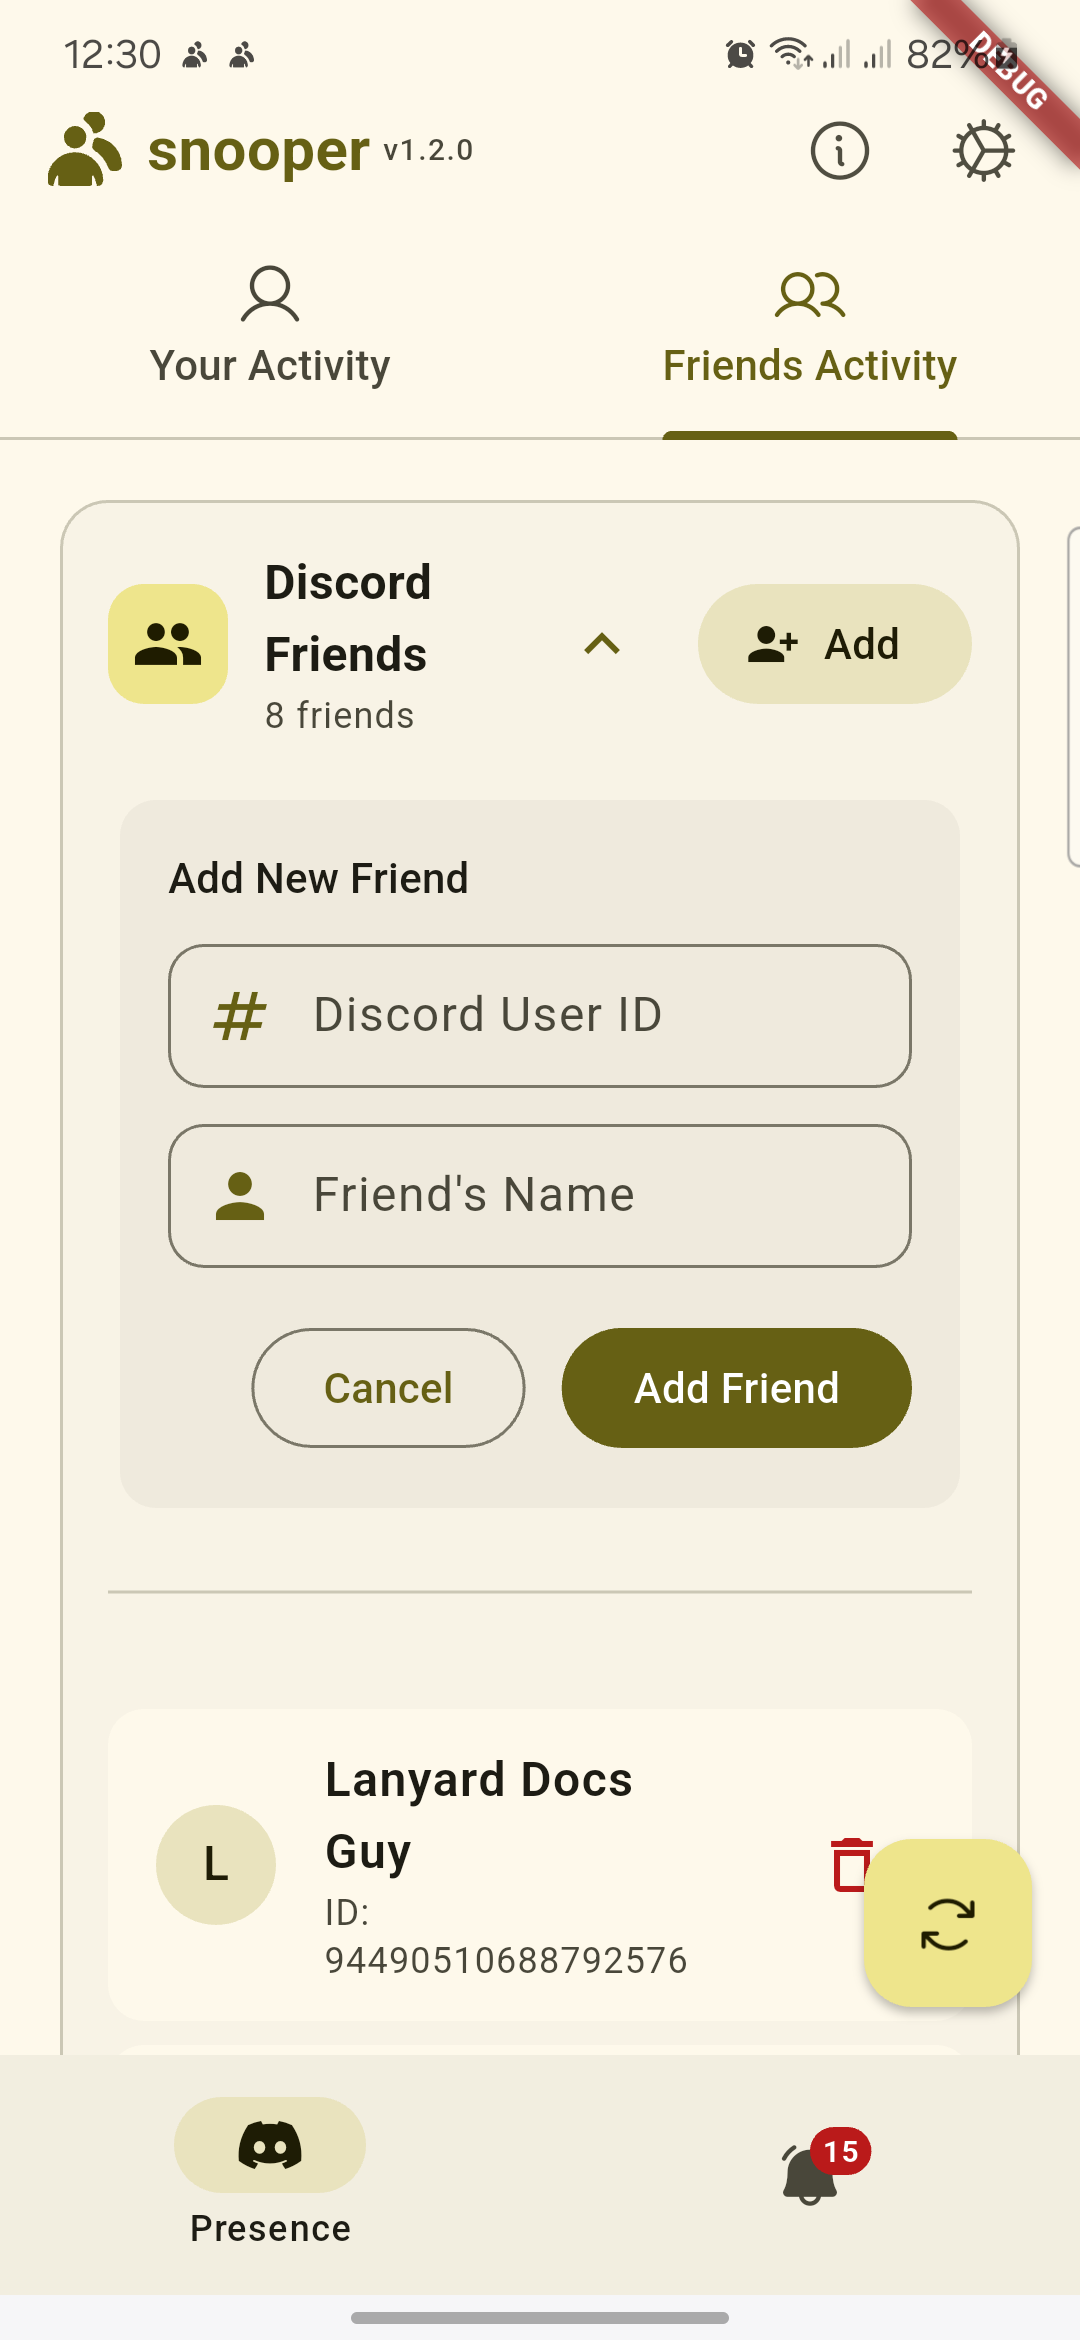 12:30
82%
DEBUG
snooper v1.2.0
Your Activity
Friends Activity
Discord
Friends
8 friends
Add
Add New Friend
Discord User ID
Friend's Name
Cancel
Add Friend
L
Lanyard Docs
Guy
ID:
94490510688792576
Presence
15